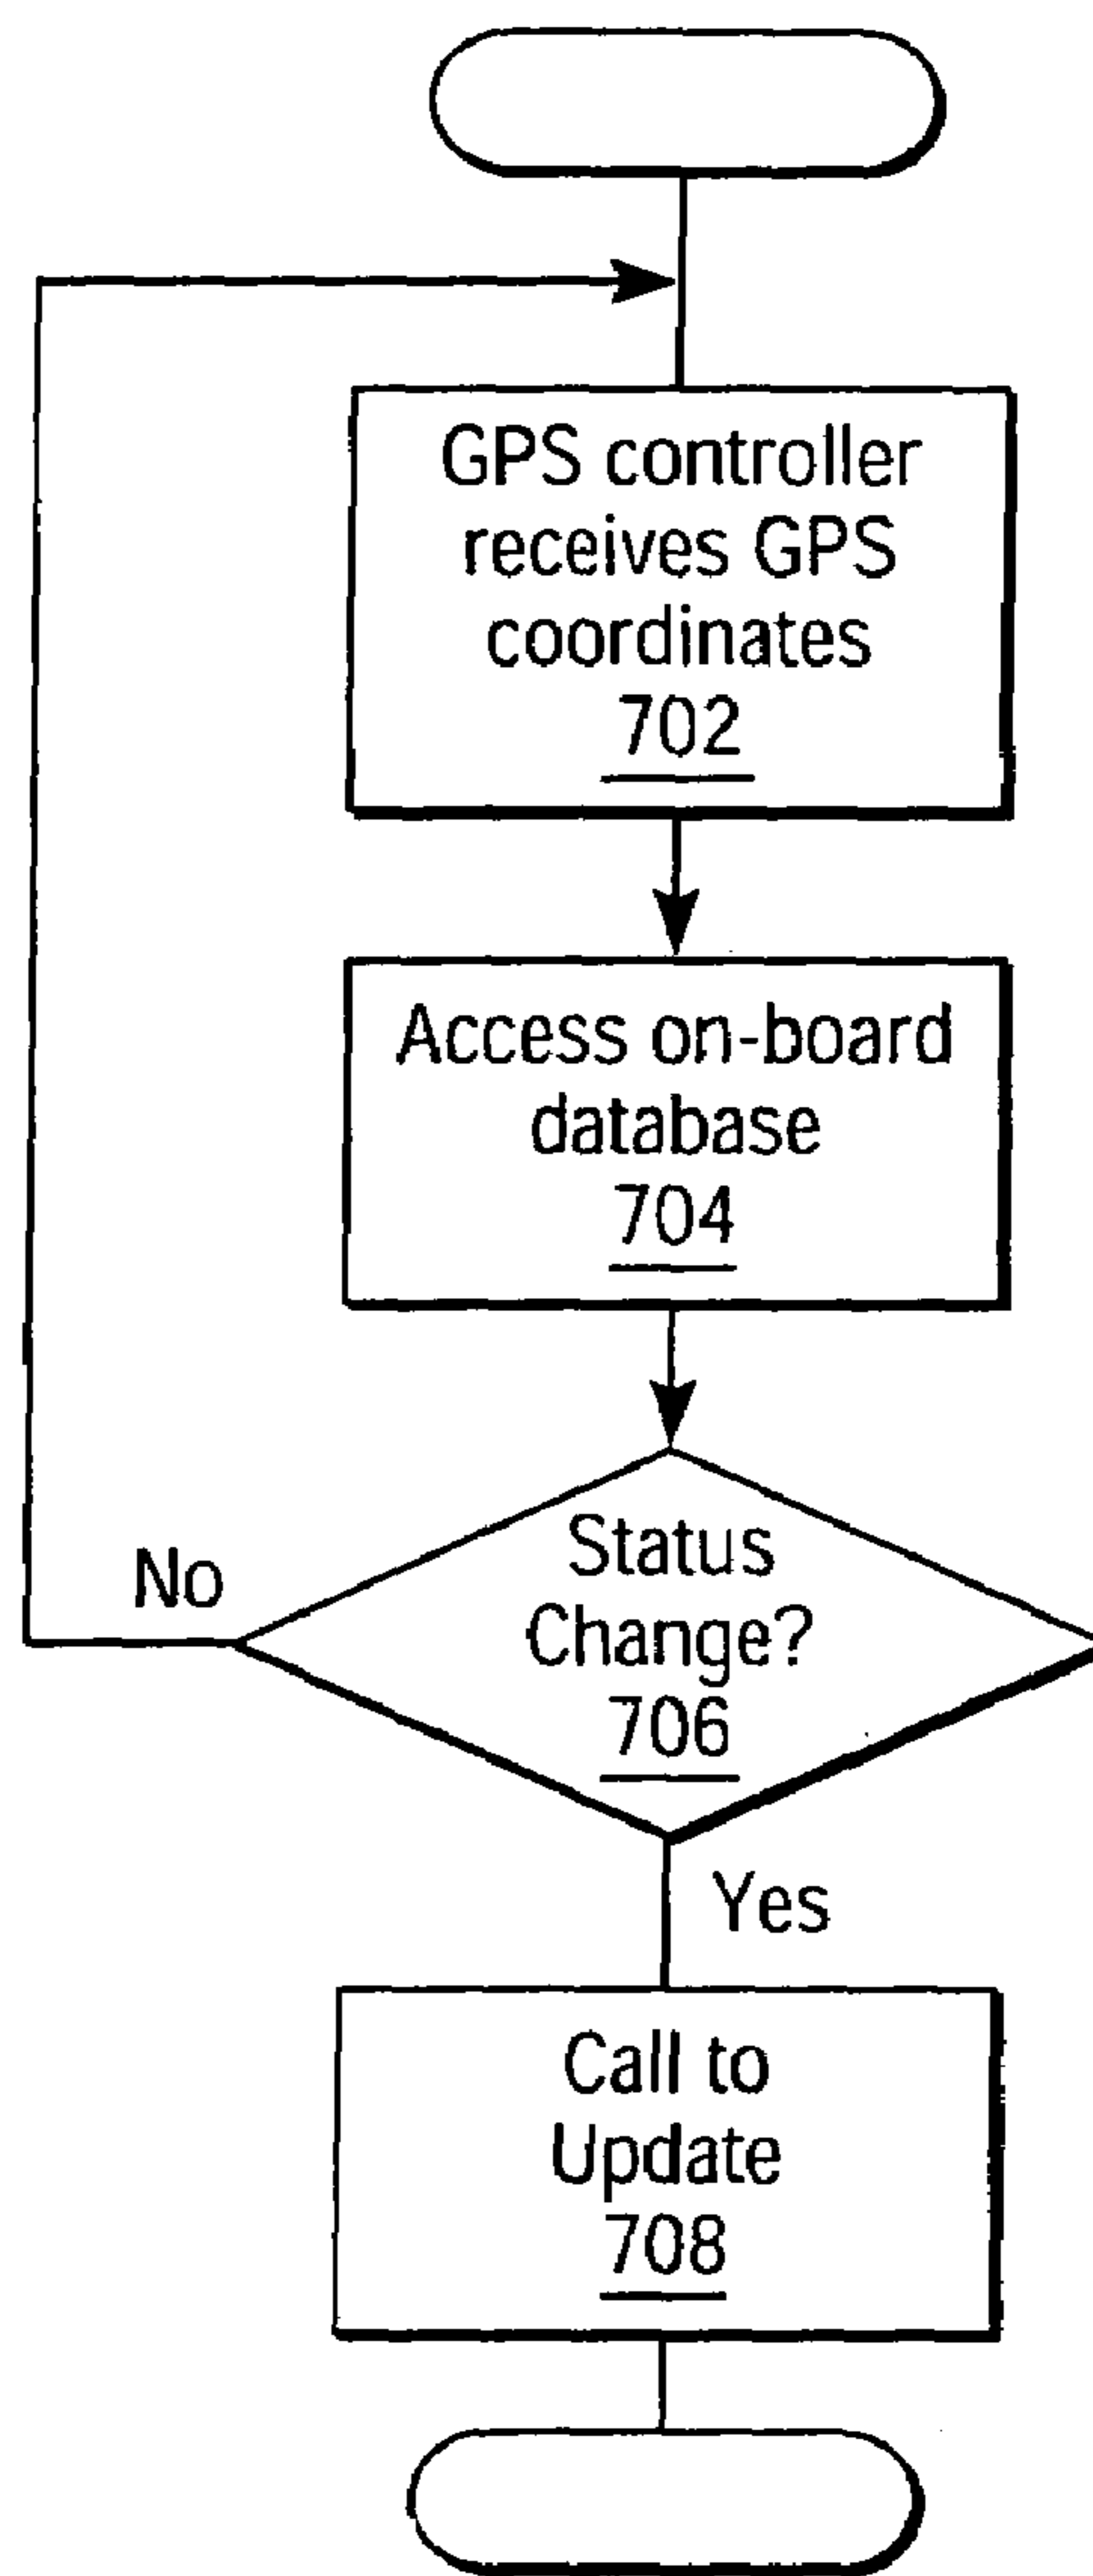 GPS controller
receives GPS
coordinates
702
Access on-board
database
704
Status
Change?
706
No
Yes
Call to
Update
708